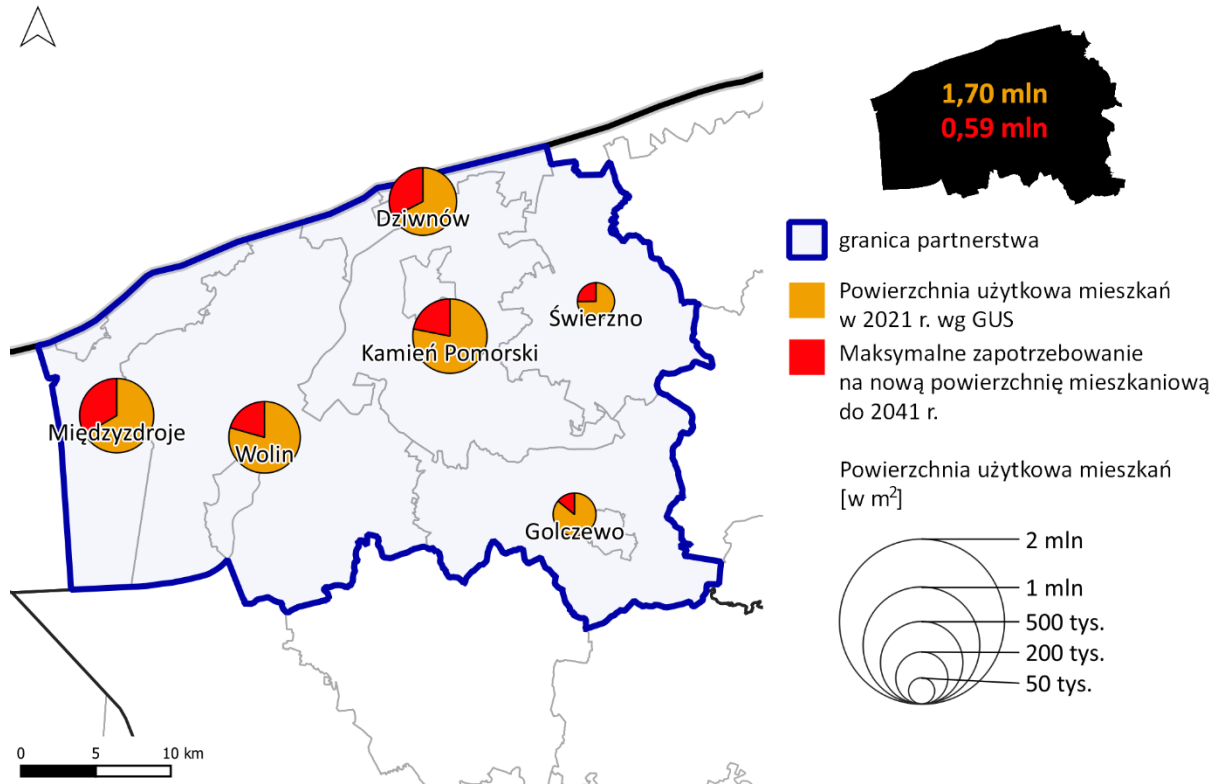 Dziwnów
Świerzno
Kamień Pomorski
Międzyzdroje
Wolin
Golczewo
0 5 10 km
1,70 mln
0,59 mln
granica partnerstwa
Powierzchnia użytkowa mieszkań
w 2021 r. wg GUS
Maksymalne zapotrzebowanie
na nową powierzchnię mieszkaniową
do 2041 r.
Powierzchnia użytkowa mieszkań
[w m²]
2 mln
1 mln
500 tys.
200 tys.
50 tys.